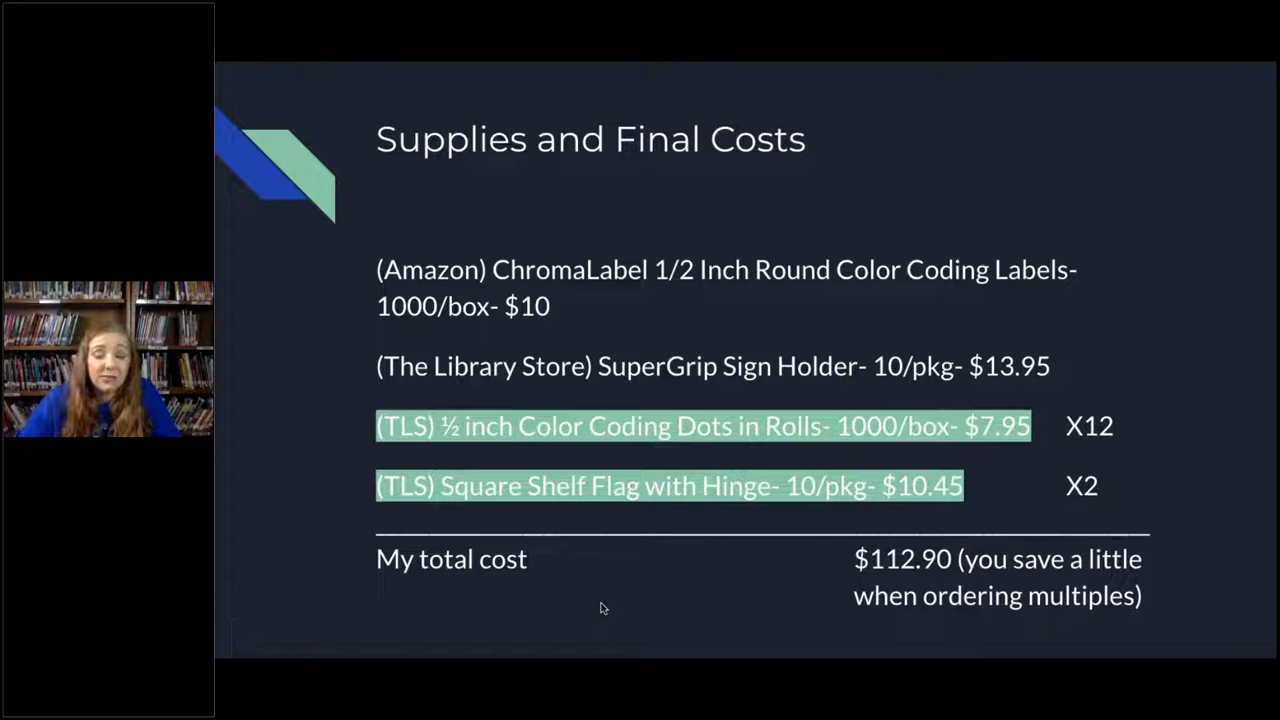 Supplies and Final Costs
(Amazon) ChromaLabel 1/2 Inch Round Color Coding Labels-
1000/box- $10
(The Library Store) SuperGrip Sign Holder- 10/pkg- $13.95
(TLS) ½ inch Color Coding Dots in Rolls- 1000/box- $7.95 X12
(TLS) Square Shelf Flag with Hinge- 10/pkg- $10.45 X2
My total cost $112.90 (you save a little
when ordering multiples)